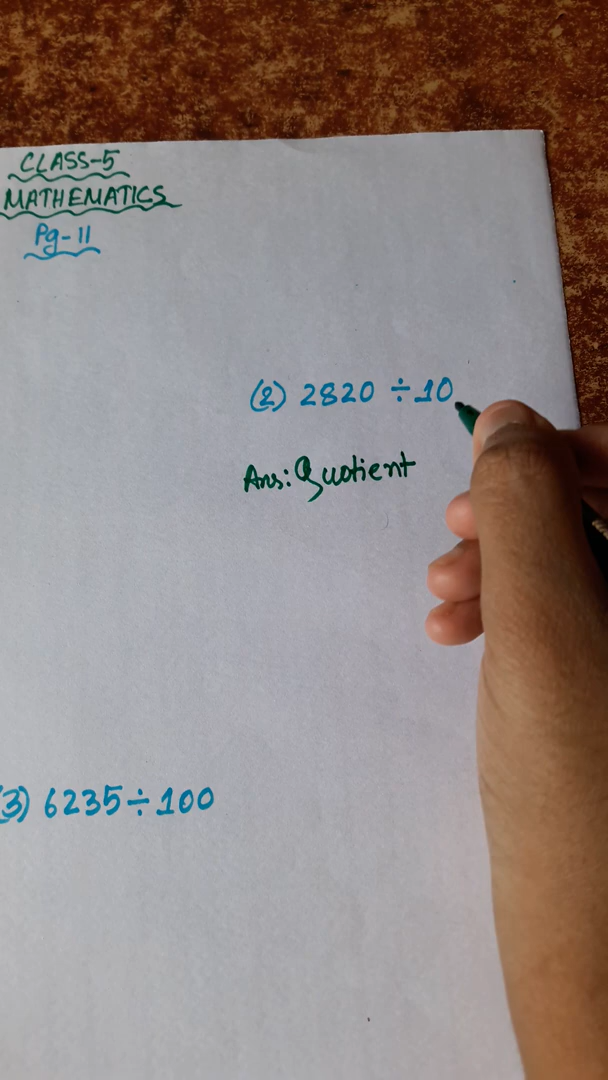 CLASS-5
MATHEMATICS
Pg-11
(2) 2820 ÷ 10
Ans: Quotient
(3) 6235 ÷ 100